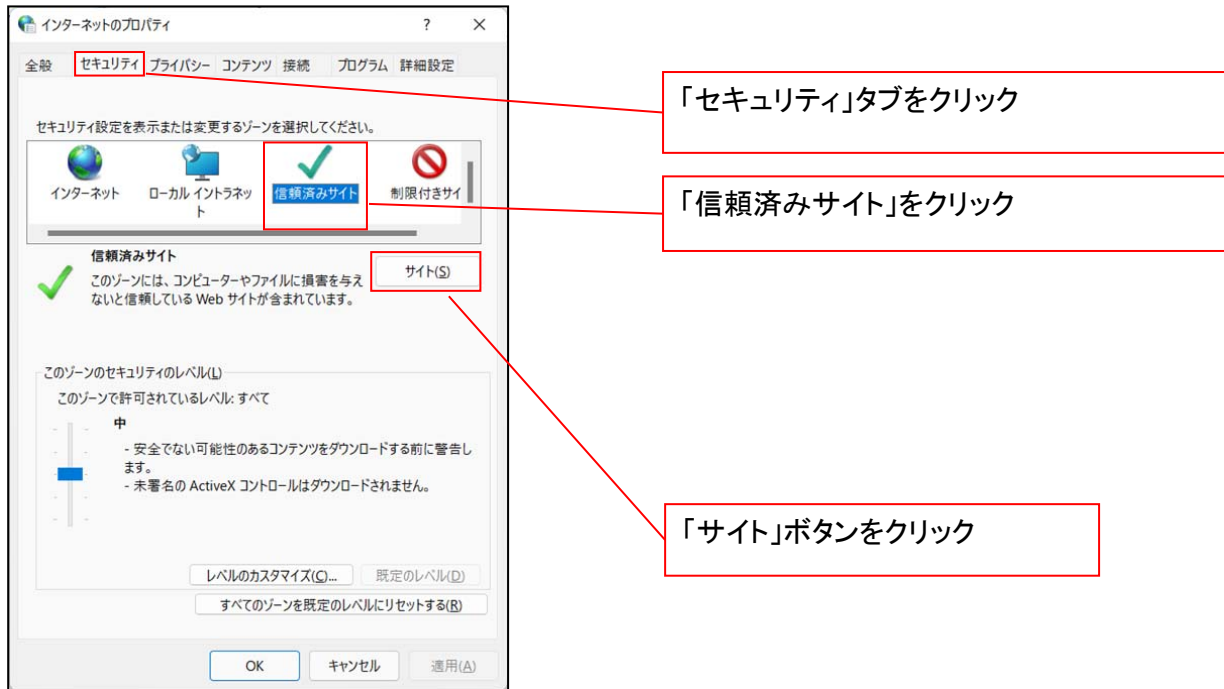 インターネットのプロパティ
? ×
全般 セキュリティ プライバシー コンテンツ 接続 プログラム 詳細設定
セキュリティ設定を表示または変更するゾーンを選択してください。
インターネット
ローカル イントラネッ
ト
信頼済みサイト
制限付きサイ
信頼済みサイト
このゾーンには、コンピューターやファイルに損害を与え
ないと信頼している Web サイトが含まれています。
サイト(S)
このゾーンのセキュリティのレベル(L)
このゾーンで許可されているレベル: すべて
中
- 安全でない可能性のあるコンテンツをダウンロードする前に警告し
ます。
- 未署名の ActiveX コントロールはダウンロードされません。
レベルのカスタマイズ(C)...
既定のレベル(D)
すべてのゾーンを既定のレベルにリセットする(R)
OK
キャンセル
適用(A)
「セキュリティ」タブをクリック
「信頼済みサイト」をクリック
「サイト」ボタンをクリック